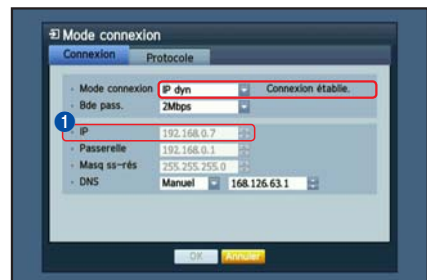 Mode connexion
Connexion Protocole
Mode connexion IP dyn Connexion établie.
Bde pass. 2Mbps
1
IP 192.168.0.7
Passerelle 192.168.0.1
Masq ss-rés 255.255.255.0
DNS Manuel 168.126.63.1
OK Annuler